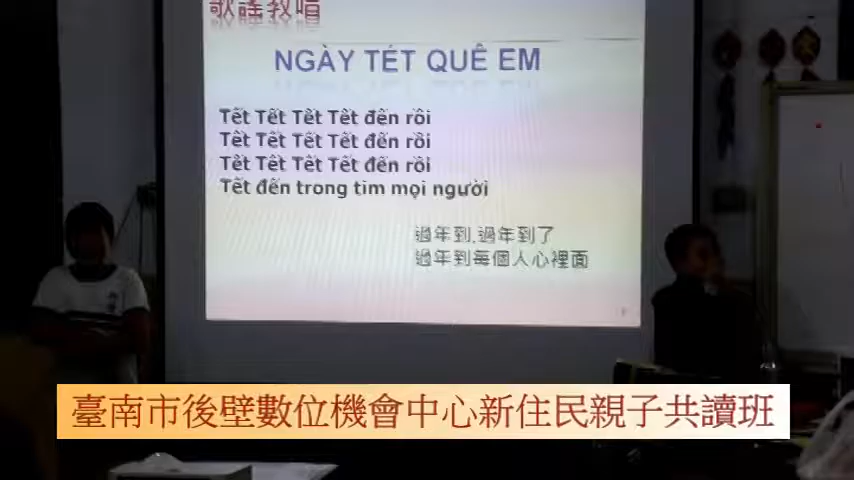 歌謠教唱
NGÀY TẾT QUÊ EM
Tết Tết Tết Tết đến rồi
Tết Tết Tết Tết đến rồi
Tết Tết Tết Tết đến rồi
Tết đến trong tim mọi người
過年到,過年到了
過年到每個人心裡面
臺南市後壁數位機會中心新住民親子共讀班